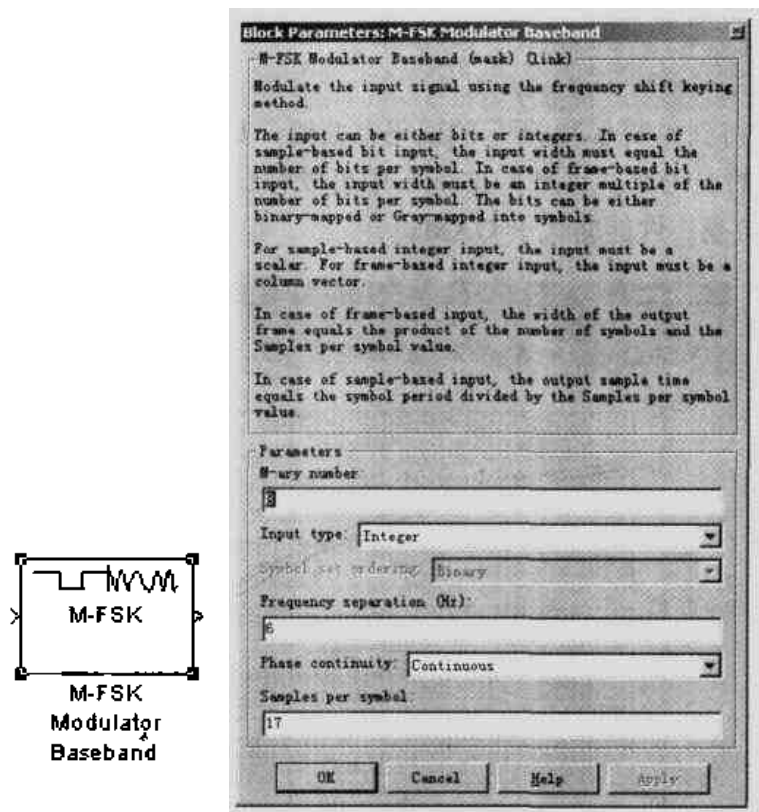 Block Parameters: M-FSK Modulator Baseband
M-FSK Modulator Baseband (mask) (link)
Modulate the input signal using the frequency shift keying
method.
The input can be either bits or integers. In case of
sample-based bit input, the input width must equal the
number of bits per symbol. In case of frame-based bit
input, the input width must be an integer multiple of the
number of bits per symbol. The bits can be either
binary-mapped or Gray-mapped into symbols.
For sample-based integer input, the input must be a
scalar. For frame-based integer input, the input must be a
column vector.
In case of frame-based input, the width of the output
frame equals the product of the number of symbols and the
Samples per symbol value.
In case of sample-based input, the output sample time
equals the symbol period divided by the Samples per symbol
value.
Parameters
M-ary number:
8
Input type: Integer
Symbol set ordering: Binary
Frequency separation (Hz):
6
Phase continuity: Continuous
Samples per symbol:
17
OK Cancel Help Apply
M-FSK
M-FSK
Modulator
Baseband